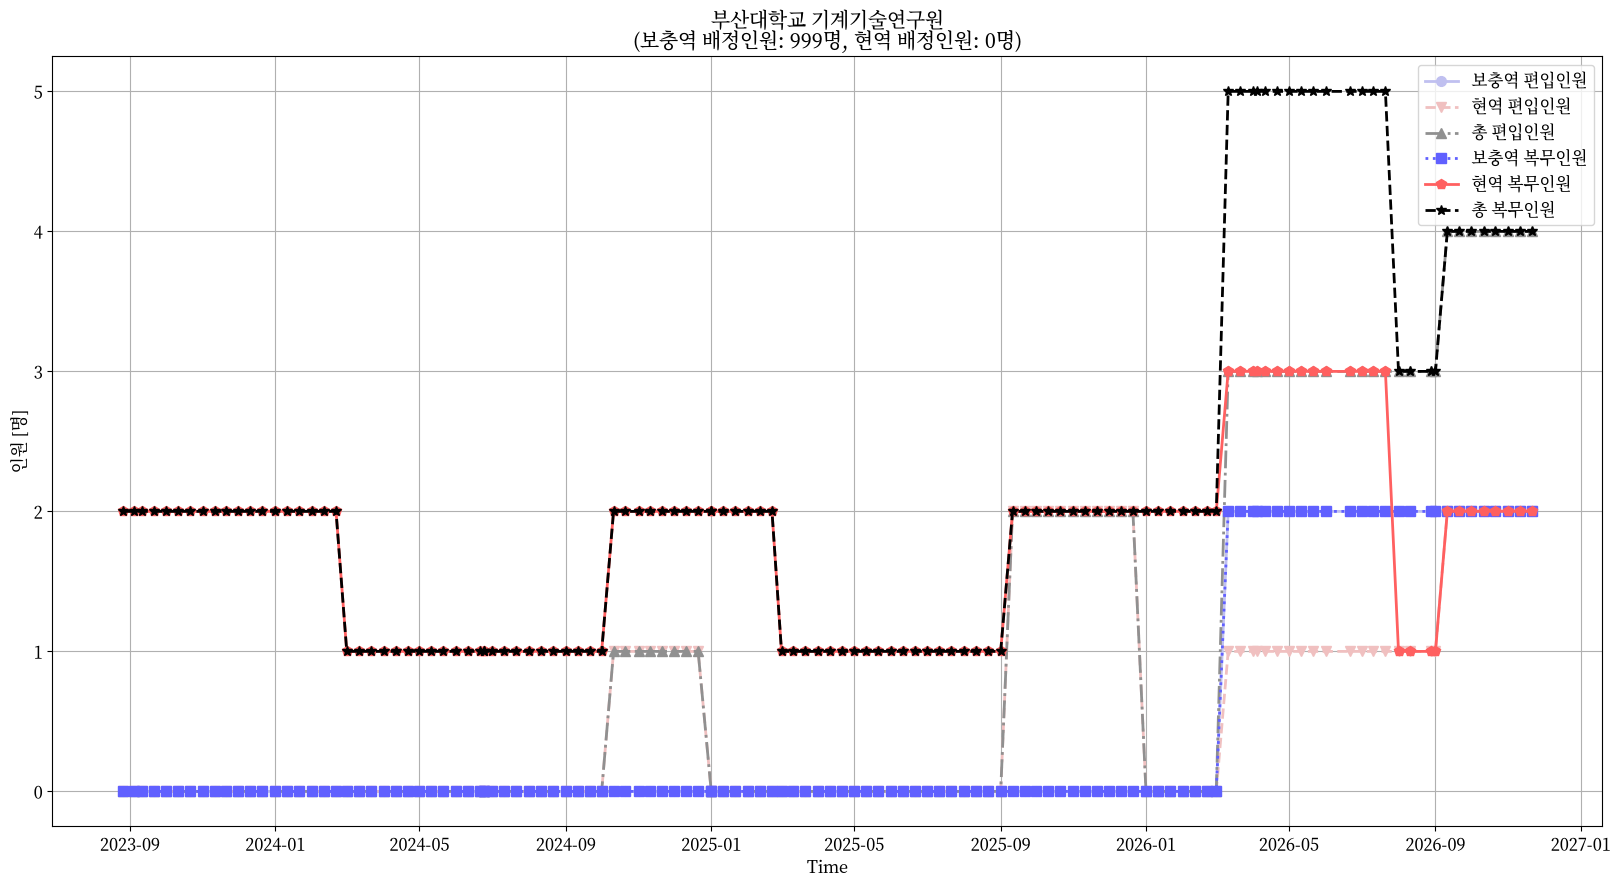 부산대학교 기계기술연구원
(보충역 배정인원: 999명, 현역 배정인원: 0명)
보충역 편입인원
현역 편입인원
총 편입인원
보충역 복무인원
현역 복무인원
총 복무인원
인원 [명]
5
4
3
2
1
0
2023-09
2024-01
2024-05
2024-09
2025-01
2025-05
2025-09
2026-01
2026-05
2026-09
2027-01
Time